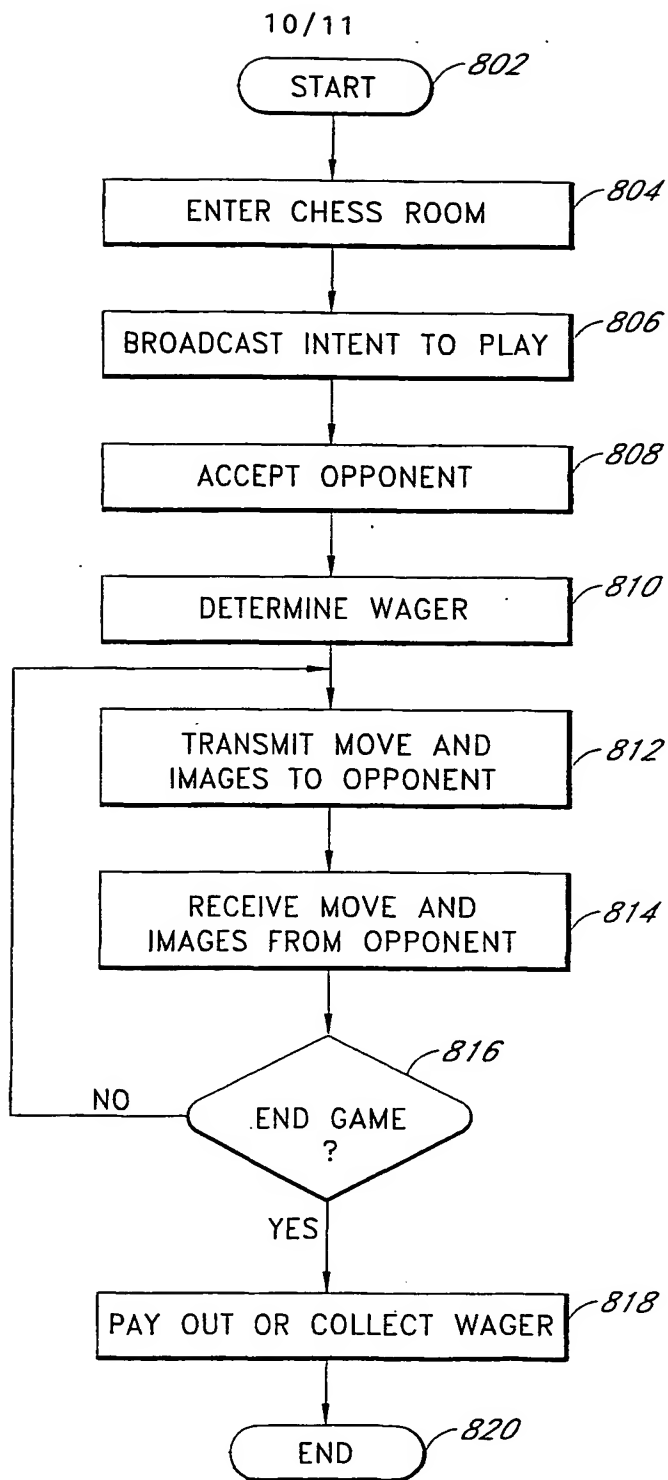 10/11
START
802
ENTER CHESS ROOM
804
BROADCAST INTENT TO PLAY
806
ACCEPT OPPONENT
808
DETERMINE WAGER
810
TRANSMIT MOVE AND
IMAGES TO OPPONENT
812
RECEIVE MOVE AND
IMAGES FROM OPPONENT
814
816
END GAME
?
NO
YES
PAY OUT OR COLLECT WAGER
818
END
820